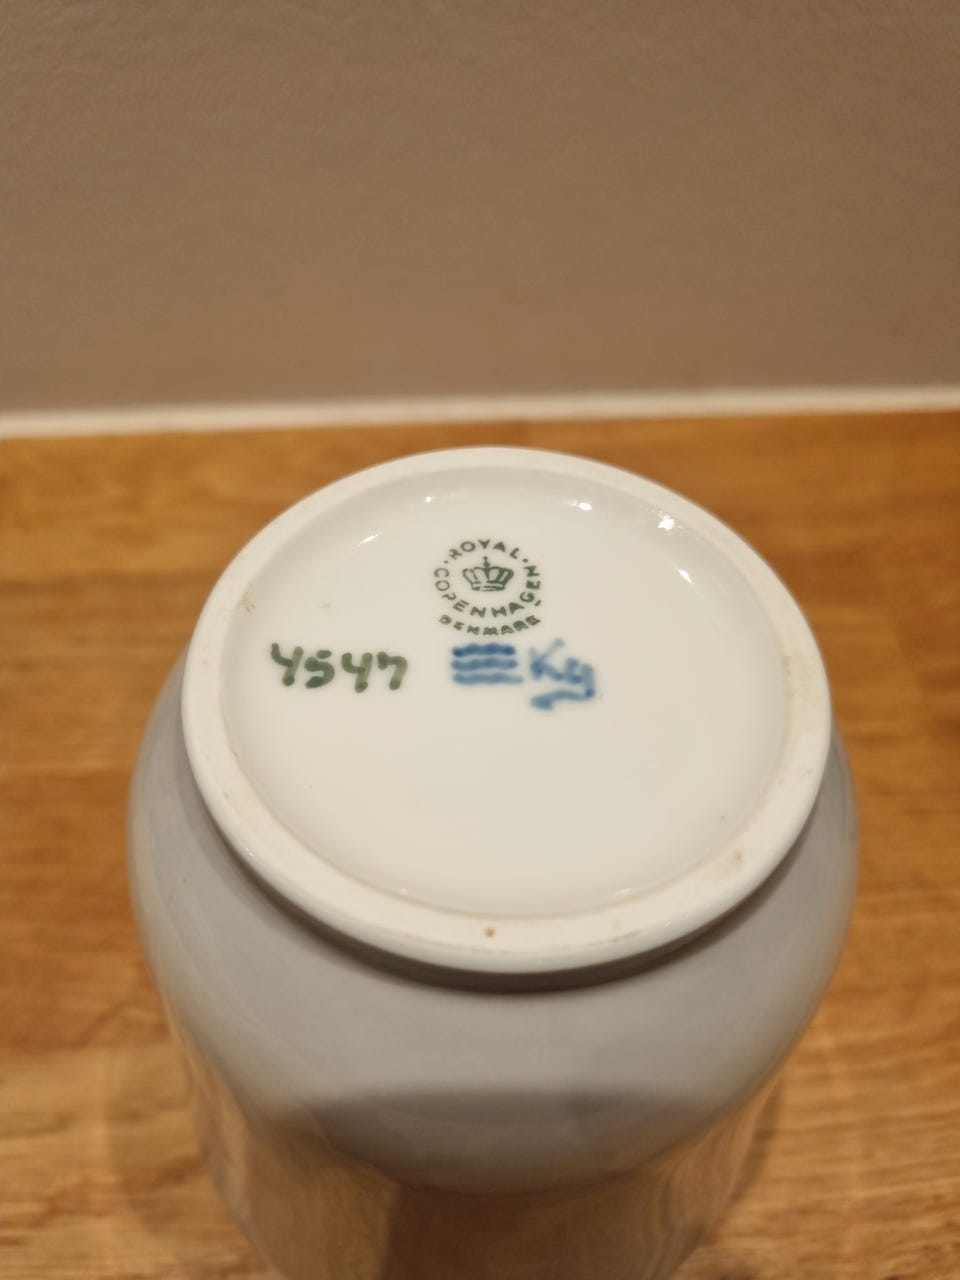 ROYAL
COPENHAGEN
DENMARK
4547